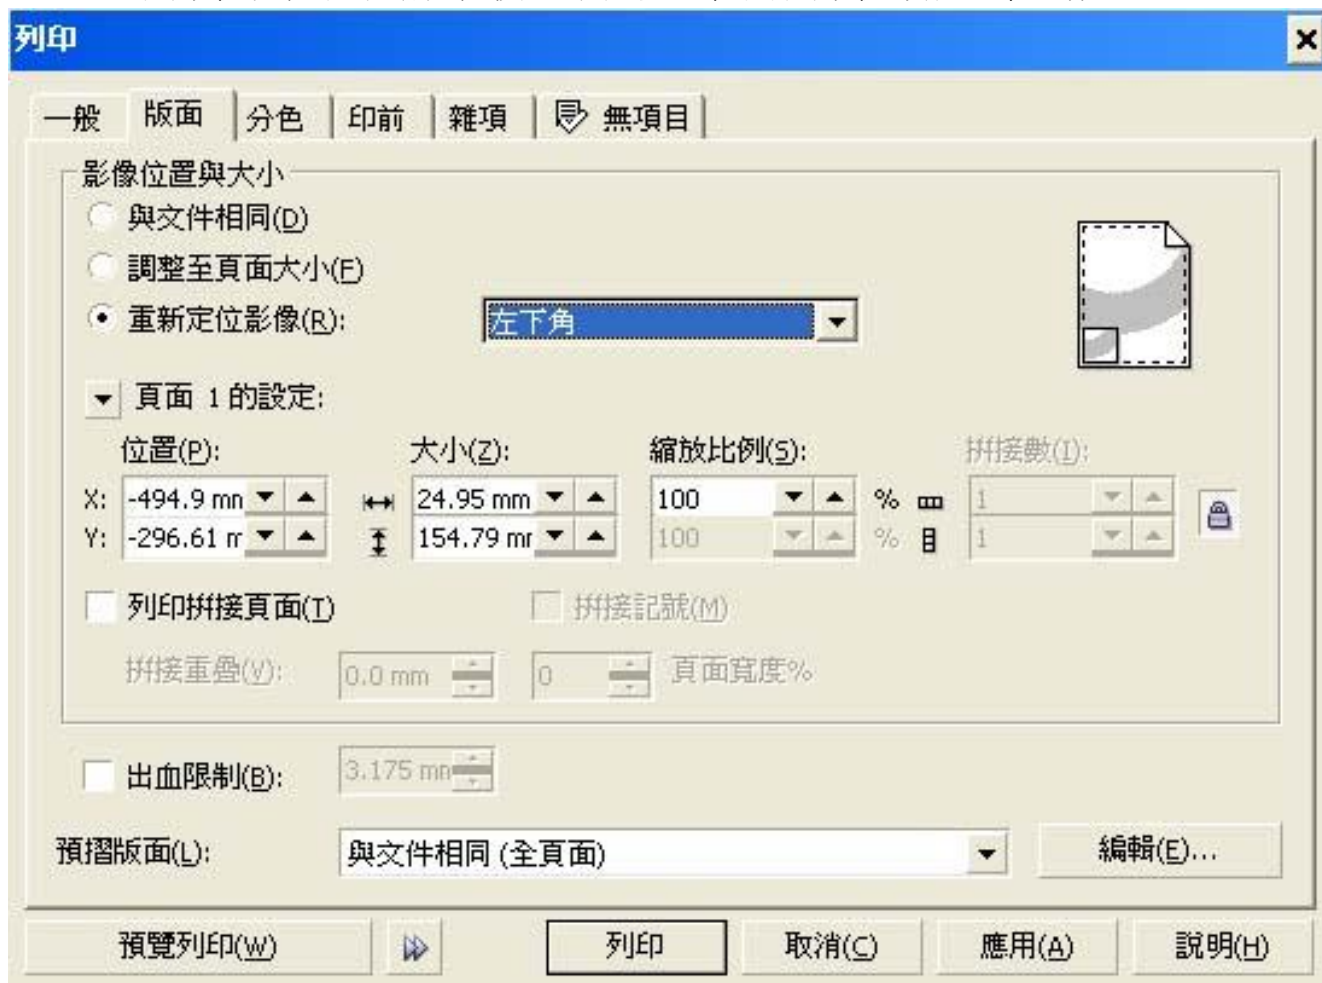 列印
一般 版面 分色 印前 雜項 無項目
影像位置與大小
與文件相同(D)
調整至頁面大小(F)
重新定位影像(R): 左下角
頁面 1 的設定:
位置(P): 大小(Z): 縮放比例(S): 拼接數(I):
X: -494.9 mm 24.95 mm 100 % 1
Y: -296.61 m 154.79 mm 100 % 1
列印拼接頁面(T) 拼接記號(M)
拼接重疊(V): 0.0 mm 0 頁面寬度%
出血限制(B): 3.175 mm
預摺版面(L): 與文件相同 (全頁面) 編輯(E)...
預覽列印(W) 列印 取消(C) 應用(A) 說明(H)